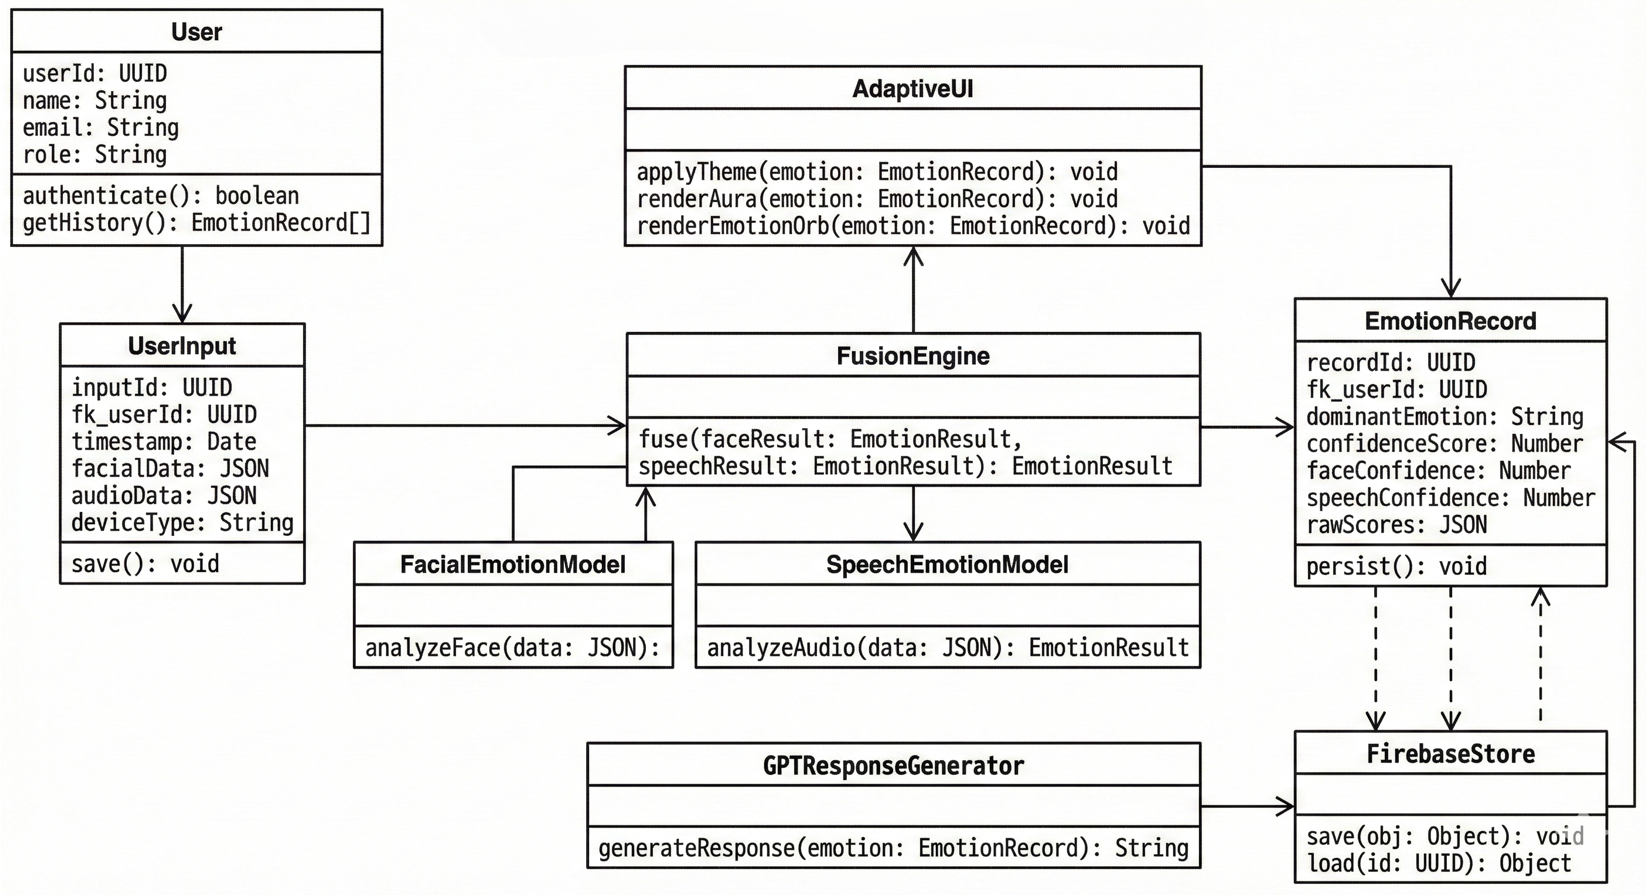 User
userId: UUID
name: String
email: String
role: String
authenticate(): boolean
getHistory(): EmotionRecord[]
AdaptiveUI
applyTheme(emotion: EmotionRecord): void
renderAura(emotion: EmotionRecord): void
renderEmotionOrb(emotion: EmotionRecord): void
UserInput
inputId: UUID
fk_userId: UUID
timestamp: Date
facialData: JSON
audioData: JSON
deviceType: String
save(): void
FusionEngine
fuse(faceResult: EmotionResult,
speechResult: EmotionResult): EmotionResult
EmotionRecord
recordId: UUID
fk_userId: UUID
dominantEmotion: String
confidenceScore: Number
faceConfidence: Number
speechConfidence: Number
rawScores: JSON
persist(): void
FacialEmotionModel
analyzeFace(data: JSON):
SpeechEmotionModel
analyzeAudio(data: JSON): EmotionResult
GPTResponseGenerator
generateResponse(emotion: EmotionRecord): String
FirebaseStore
save(obj: Object): void
load(id: UUID): Object